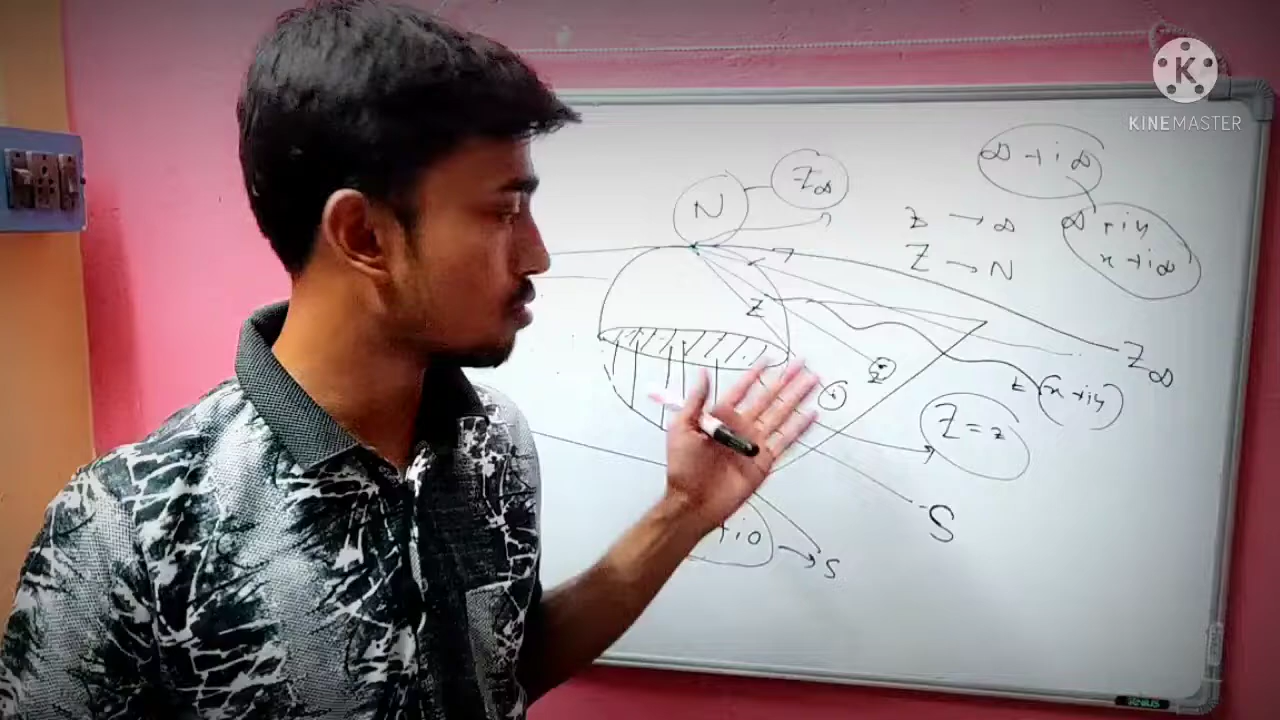 K
KINEMASTER
∞ + i∞
N
Z∞
z → ∞
Z → N
∞ + iy
x + i∞
Z
Z∞
z
(x + iy)
Z = z
S
+ i0
S